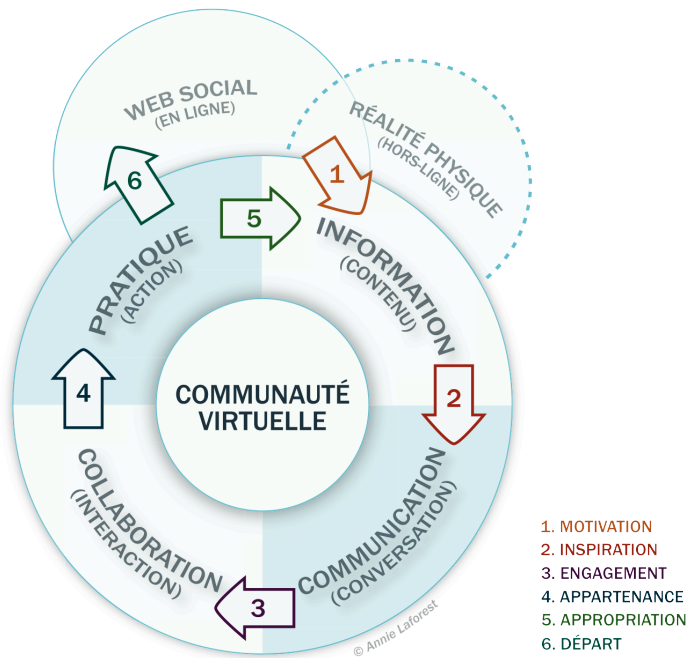 WEB SOCIAL
(EN LIGNE)
RÉALITÉ PHYSIQUE
(HORS-LIGNE)
1
6
5
INFORMATION
(CONTENU)
PRATIQUE
(ACTION)
COMMUNAUTÉ
VIRTUELLE
4
2
COLLABORATION
(INTERACTION)
COMMUNICATION
(CONVERSATION)
3
© Annie Laforest
1. MOTIVATION
2. INSPIRATION
3. ENGAGEMENT
4. APPARTENANCE
5. APPROPRIATION
6. DÉPART